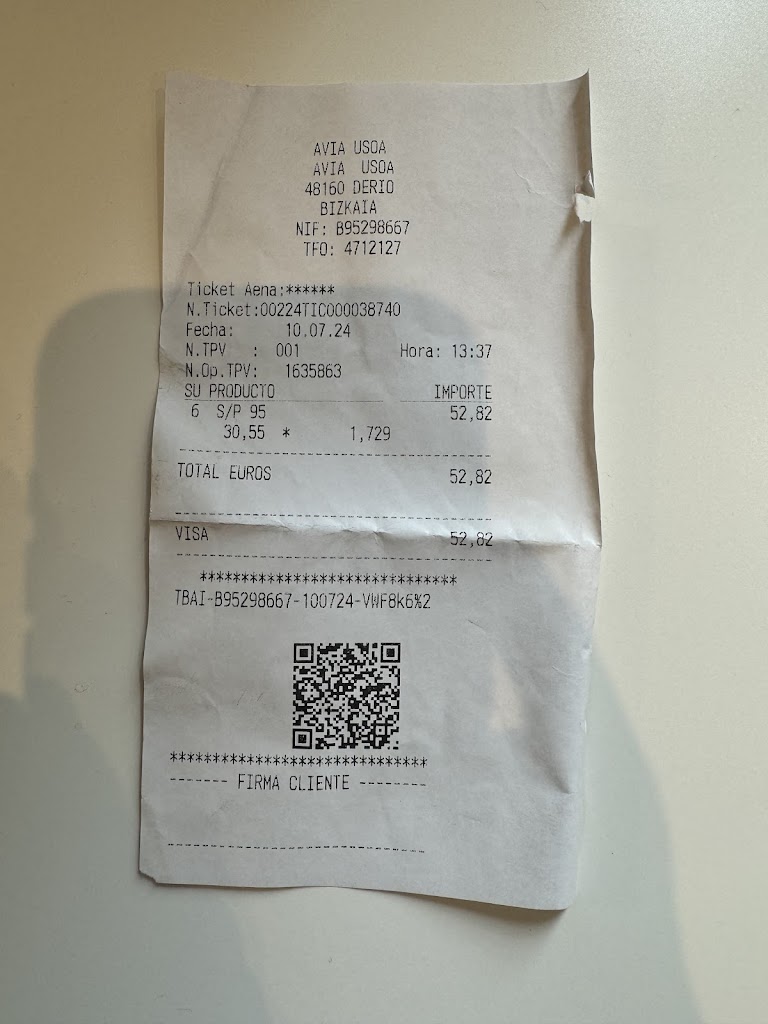 AVIA USOA
AVIA USOA
48160 DERIO
BIZKAIA
NIF: B95298667
TFO: 4712127
Ticket Aena:******
N.Ticket:00224TIC000038740
Fecha: 10.07.24
N.TPV : 001 Hora: 13:37
N.Op.TPV: 1635863
SU PRODUCTO IMPORTE
6 S/P 95 52,82
30,55 * 1,729
TOTAL EUROS 52,82
VISA 52,82
*******************************
TBAI-B95298667-100724-VWF8k6%2
*******************************
------- FIRMA CLIENTE --------